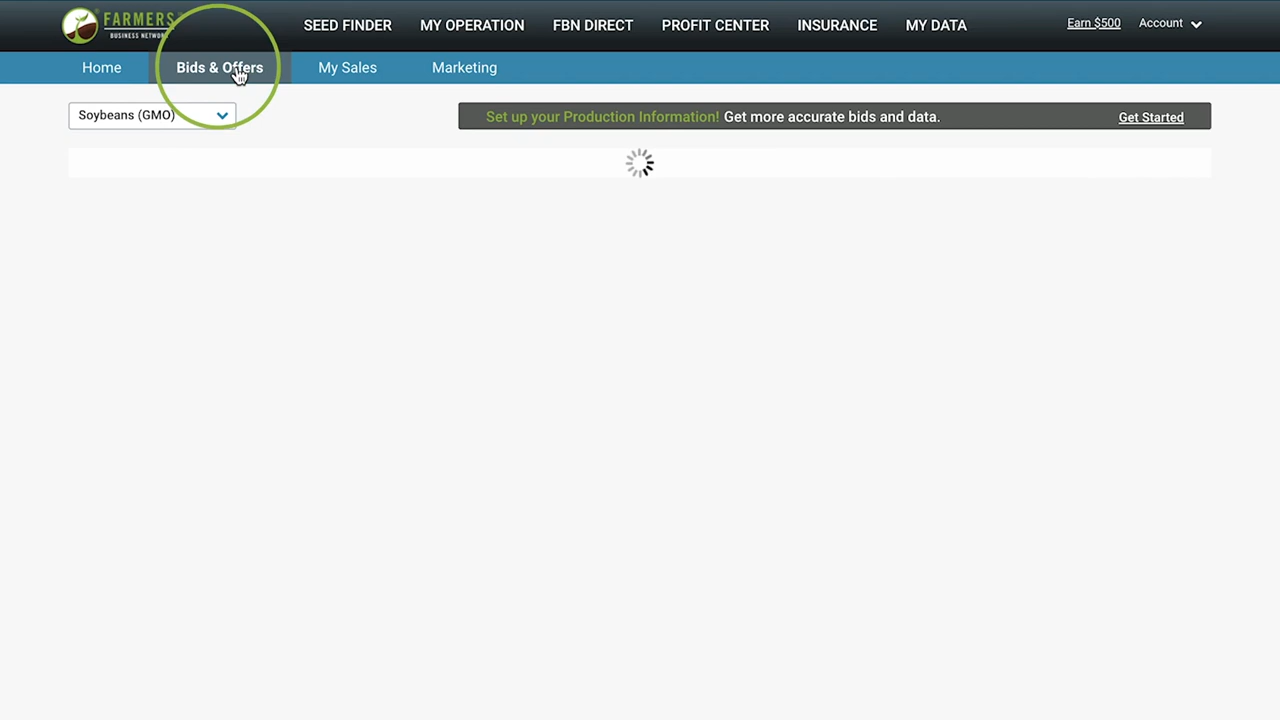 FARMERS
BUSINESS NETWORK
SEED FINDER
MY OPERATION
FBN DIRECT
PROFIT CENTER
INSURANCE
MY DATA
Earn $500
Account
Home
Bids & Offers
My Sales
Marketing
Soybeans (GMO)
Set up your Production Information! Get more accurate bids and data.
Get Started